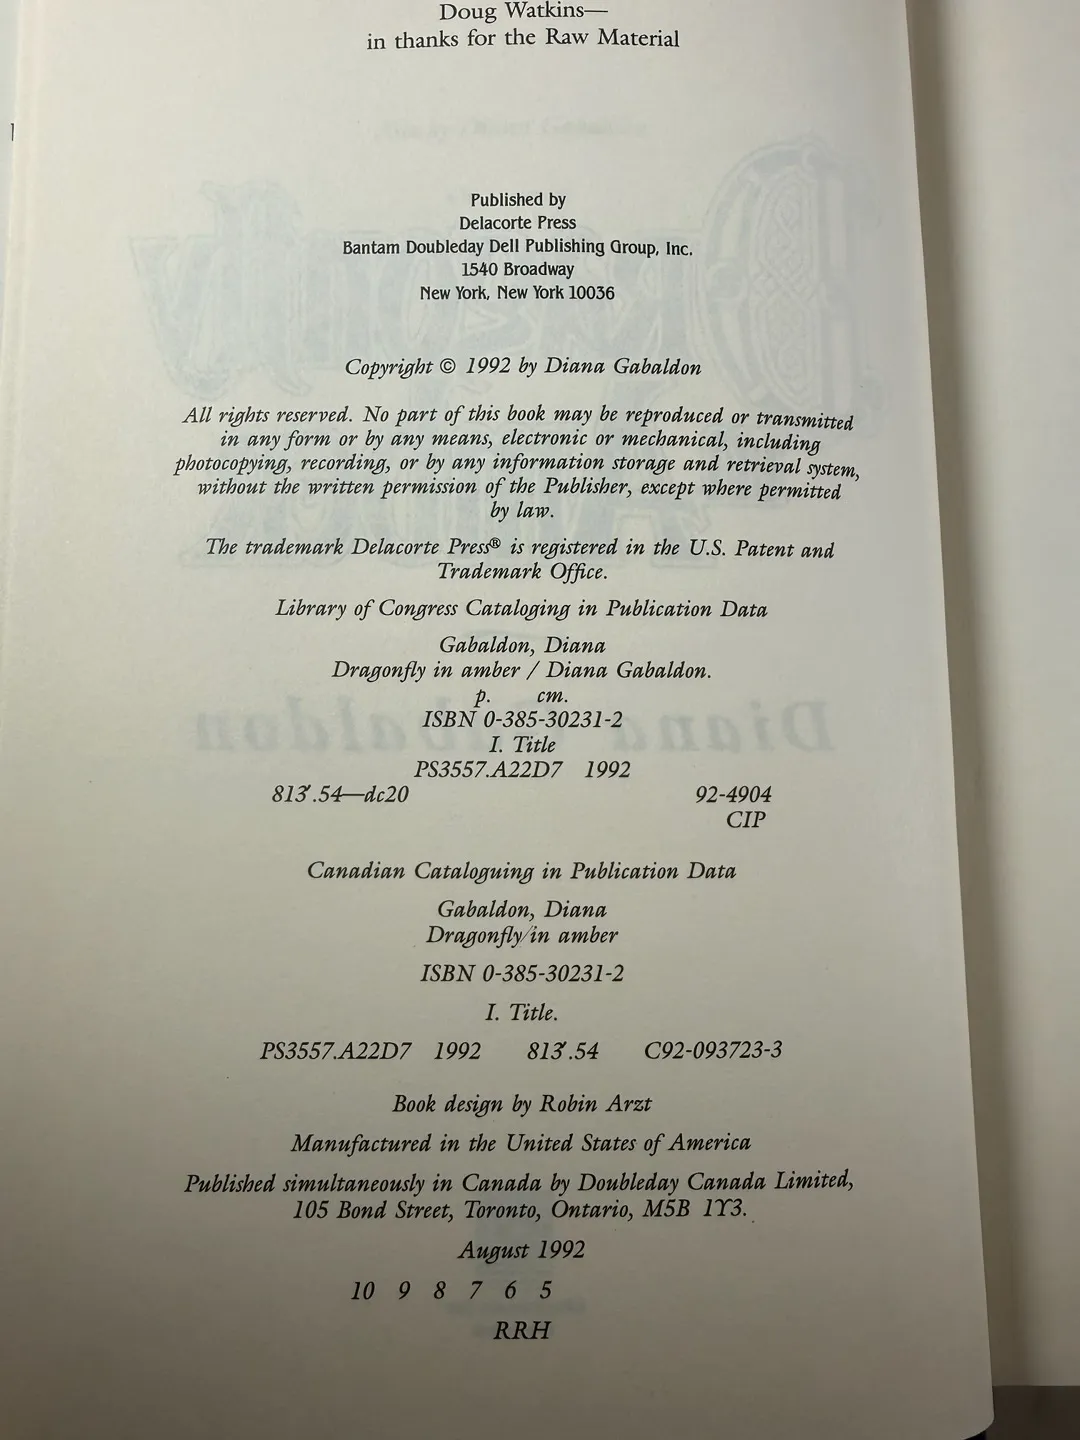 Doug Watkins—
in thanks for the Raw Material
Published by
Delacorte Press
Bantam Doubleday Dell Publishing Group, Inc.
1540 Broadway
New York, New York 10036
Copyright © 1992 by Diana Gabaldon
All rights reserved. No part of this book may be reproduced or transmitted
in any form or by any means, electronic or mechanical, including
photocopying, recording, or by any information storage and retrieval system,
without the written permission of the Publisher, except where permitted
by law.
The trademark Delacorte Press® is registered in the U.S. Patent and
Trademark Office.
Library of Congress Cataloging in Publication Data
Gabaldon, Diana
Dragonfly in amber / Diana Gabaldon.
p. cm.
ISBN 0-385-30231-2
I. Title
PS3557.A22D7 1992
813′.54—dc20 92-4904
CIP
Canadian Cataloguing in Publication Data
Gabaldon, Diana
Dragonfly in amber
ISBN 0-385-30231-2
I. Title.
PS3557.A22D7 1992 813′.54 C92-093723-3
Book design by Robin Arzt
Manufactured in the United States of America
Published simultaneously in Canada by Doubleday Canada Limited,
105 Bond Street, Toronto, Ontario, M5B 1Y3.
August 1992
10 9 8 7 6 5
RRH